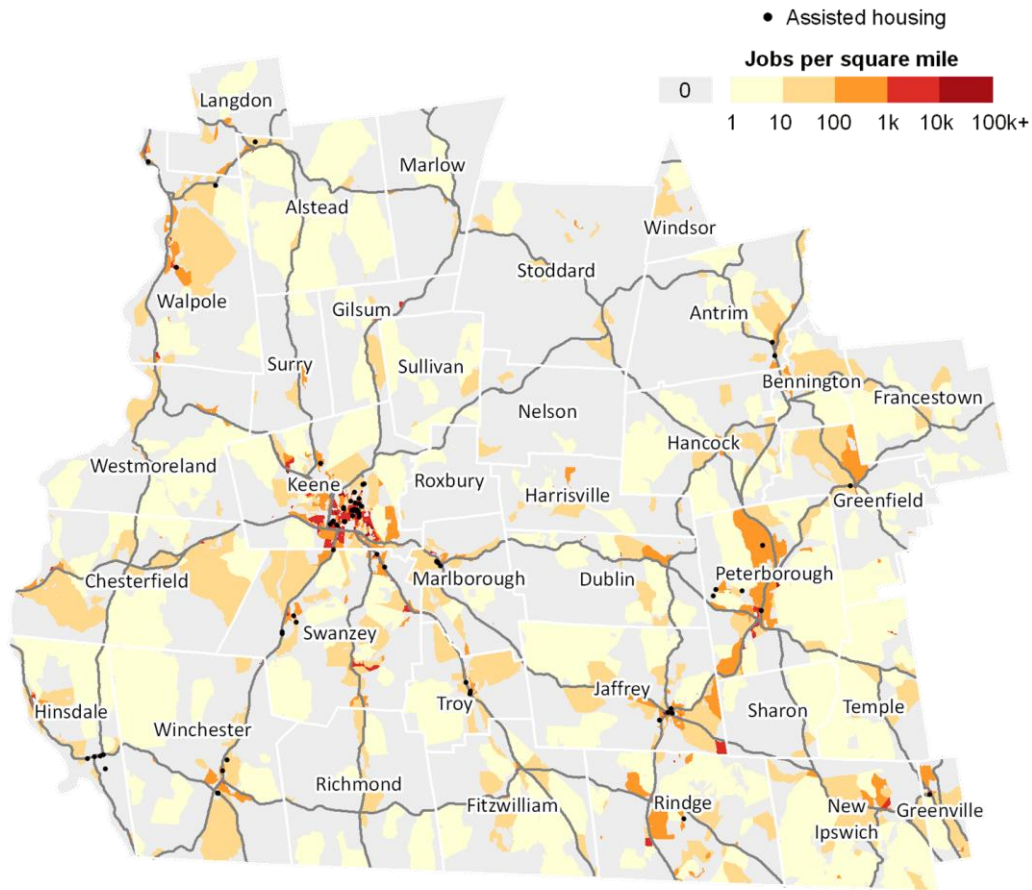 Assisted housing
Jobs per square mile
0
1 10 100 1k 10k 100k+
Langdon
Marlow
Alstead
Windsor
Stoddard
Walpole
Gilsum
Antrim
Surry
Sullivan
Bennington
Francestown
Nelson
Hancock
Westmoreland
Keene
Roxbury
Harrisville
Greenfield
Chesterfield
Marlborough
Dublin
Peterborough
Swanzey
Jaffrey
Troy
Sharon
Temple
Hinsdale
Winchester
Richmond
Fitzwilliam
Rindge
New
Ipswich
Greenville